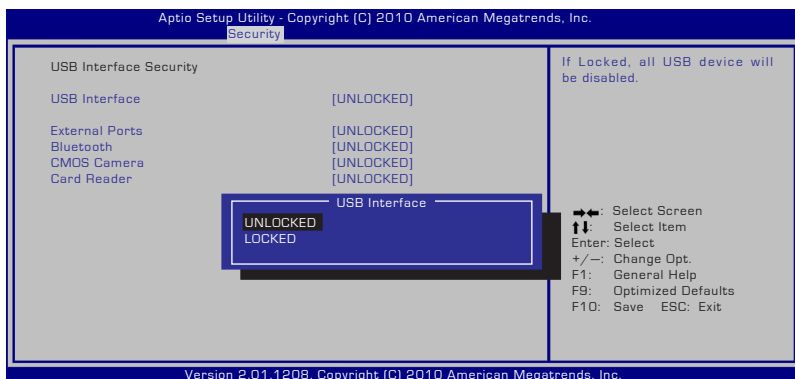 Aptio Setup Utility - Copyright (C) 2010 American Megatrends, Inc.
Security
USB Interface Security
USB Interface [UNLOCKED]
External Ports [UNLOCKED]
Bluetooth [UNLOCKED]
CMOS Camera [UNLOCKED]
Card Reader [UNLOCKED]
USB Interface
UNLOCKED
LOCKED
If Locked, all USB device will
be disabled.
→←: Select Screen
↑↓: Select Item
Enter: Select
+/—: Change Opt.
F1: General Help
F9: Optimized Defaults
F10: Save ESC: Exit
Version 2.01.1208. Copyright (C) 2010 American Megatrends, Inc.